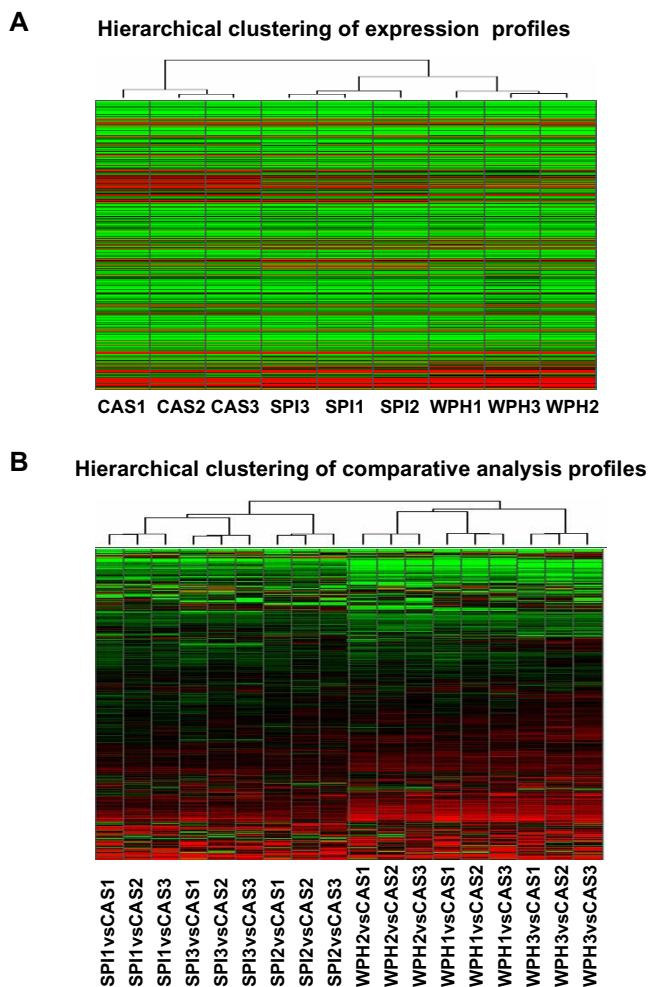 A
Hierarchical clustering of expression profiles
CAS1 CAS2 CAS3 SPI3 SPI1 SPI2 WPH1 WPH3 WPH2
B
Hierarchical clustering of comparative analysis profiles
SPI1vsCAS1
SPI1vsCAS2
SPI1vsCAS3
SPI3vsCAS1
SPI3vsCAS2
SPI3vsCAS3
SPI2vsCAS1
SPI2vsCAS2
SPI2vsCAS3
WPH2vsCAS1
WPH2vsCAS2
WPH2vsCAS3
WPH1vsCAS1
WPH1vsCAS2
WPH1vsCAS3
WPH3vsCAS1
WPH3vsCAS2
WPH3vsCAS3